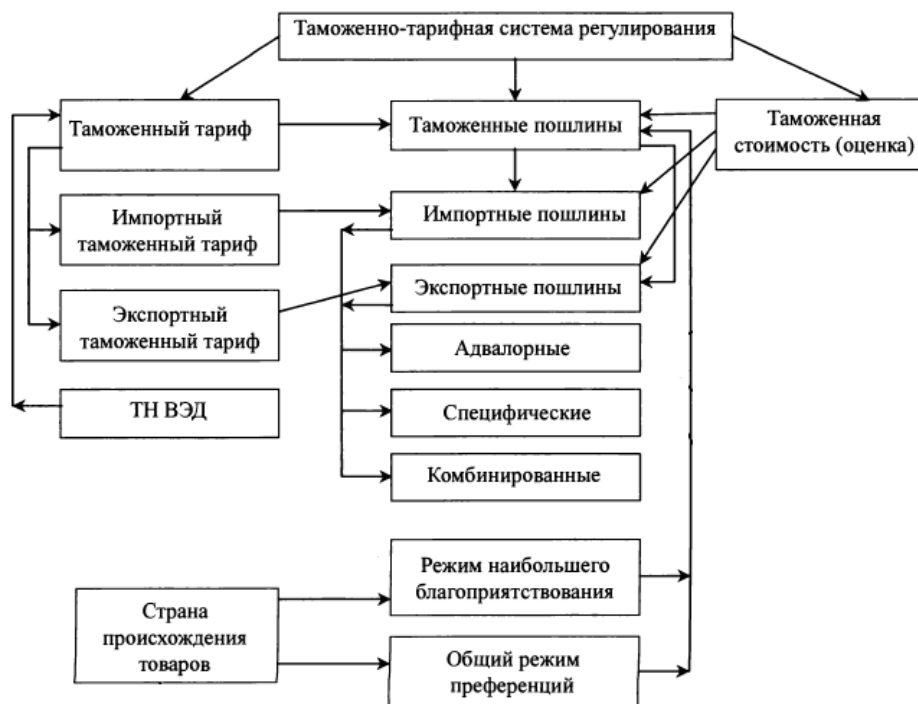 Таможенно-тарифная система регулирования
Таможенный тариф
Таможенные пошлины
Таможенная
стоимость (оценка)
Импортный
таможенный тариф
Импортные пошлины
Экспортный
таможенный тариф
Экспортные пошлины
Адвалорные
ТН ВЭД
Специфические
Комбинированные
Страна
происхождения
товаров
Режим наибольшего
благоприятствования
Общий режим
преференций